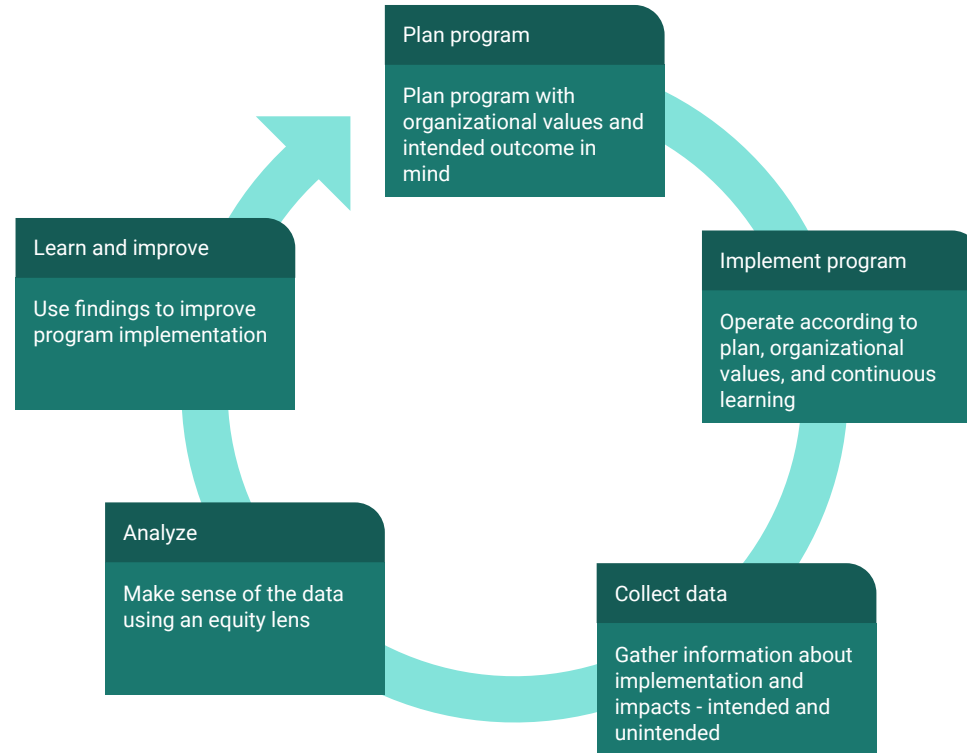 Plan program
Plan program with
organizational values and
intended outcome in
mind
Implement program
Operate according to
plan, organizational
values, and continuous
learning
Collect data
Gather information about
implementation and
impacts - intended and
unintended
Analyze
Make sense of the data
using an equity lens
Learn and improve
Use findings to improve
program implementation